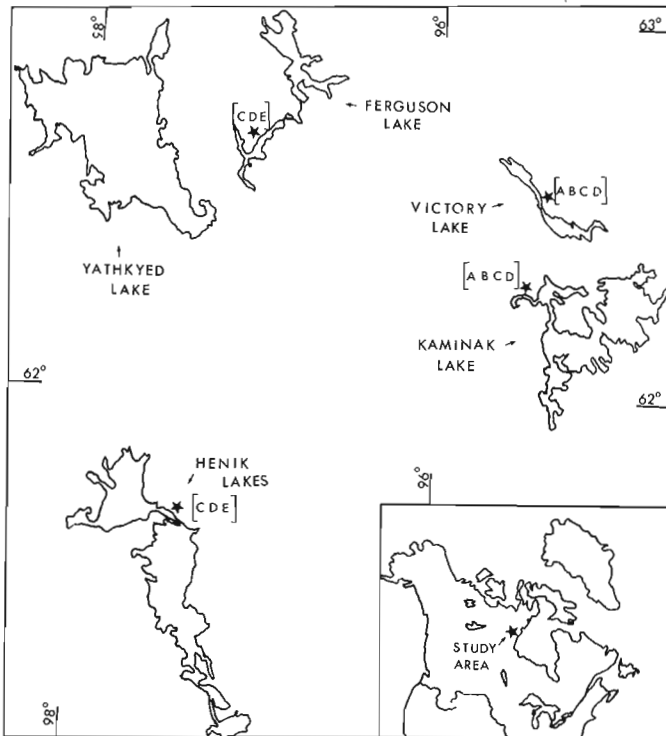 98°
96°
63°
[CDE]
FERGUSON
LAKE
[ABCD]
VICTORY
LAKE
YATHKYED
LAKE
[ABCD]
KAMINAK
LAKE
62°
62°
HENIK
LAKES
[CDE]
96°
STUDY
AREA
98°